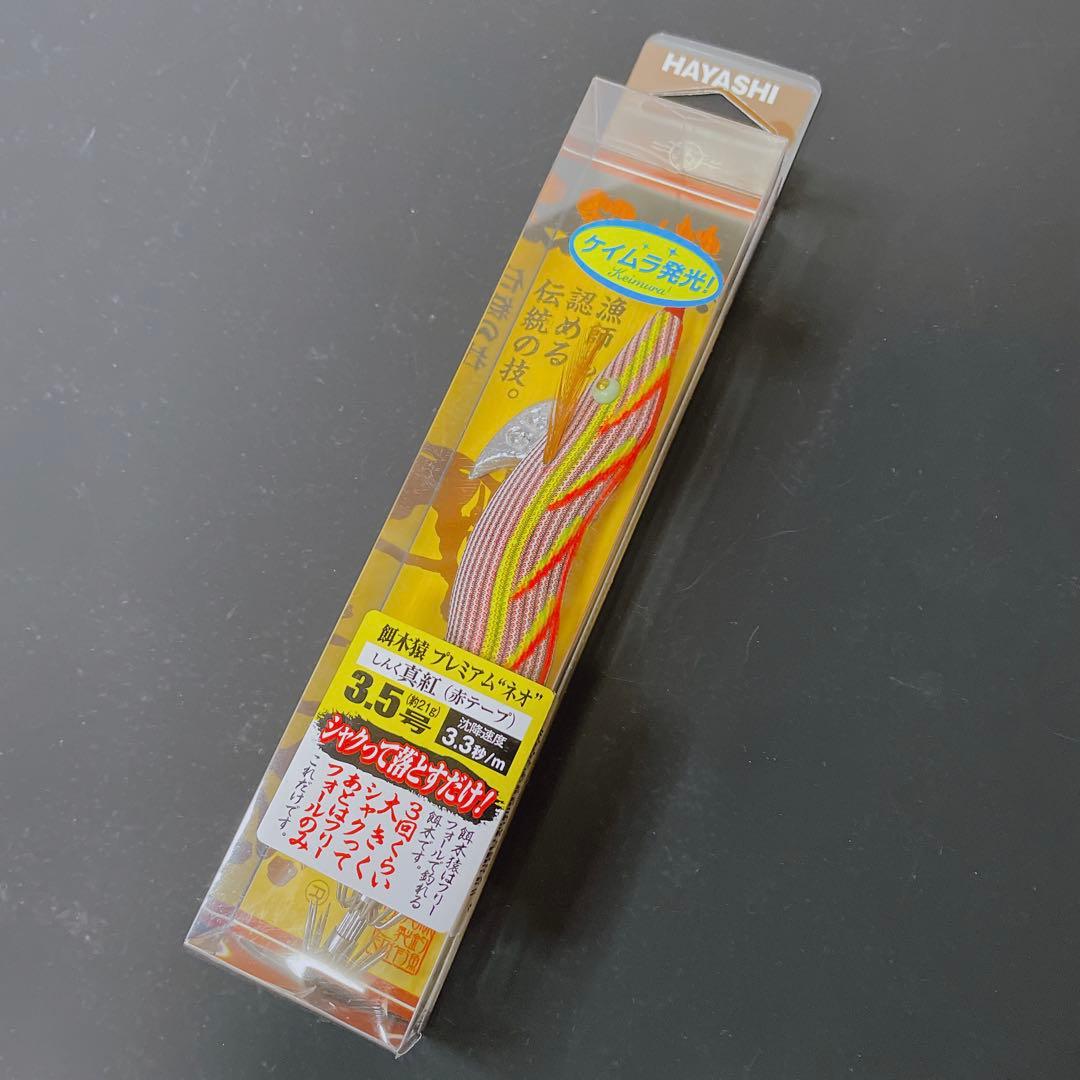 HAYASHI
ケイムラ発光!
Keimura!
漁師
認める
伝統の技。
餌木猿 プレミアム“ネオ”
しんく真紅(赤テープ)
3.5号
(約21g)
沈降速度
3.3秒/m
シャクって落とすだけ!
餌木猿はフリー
フォールで釣れる
餌木です。
3回くらい
大きく
シャクって
あとはフリー
フォールのみ
これだけです。